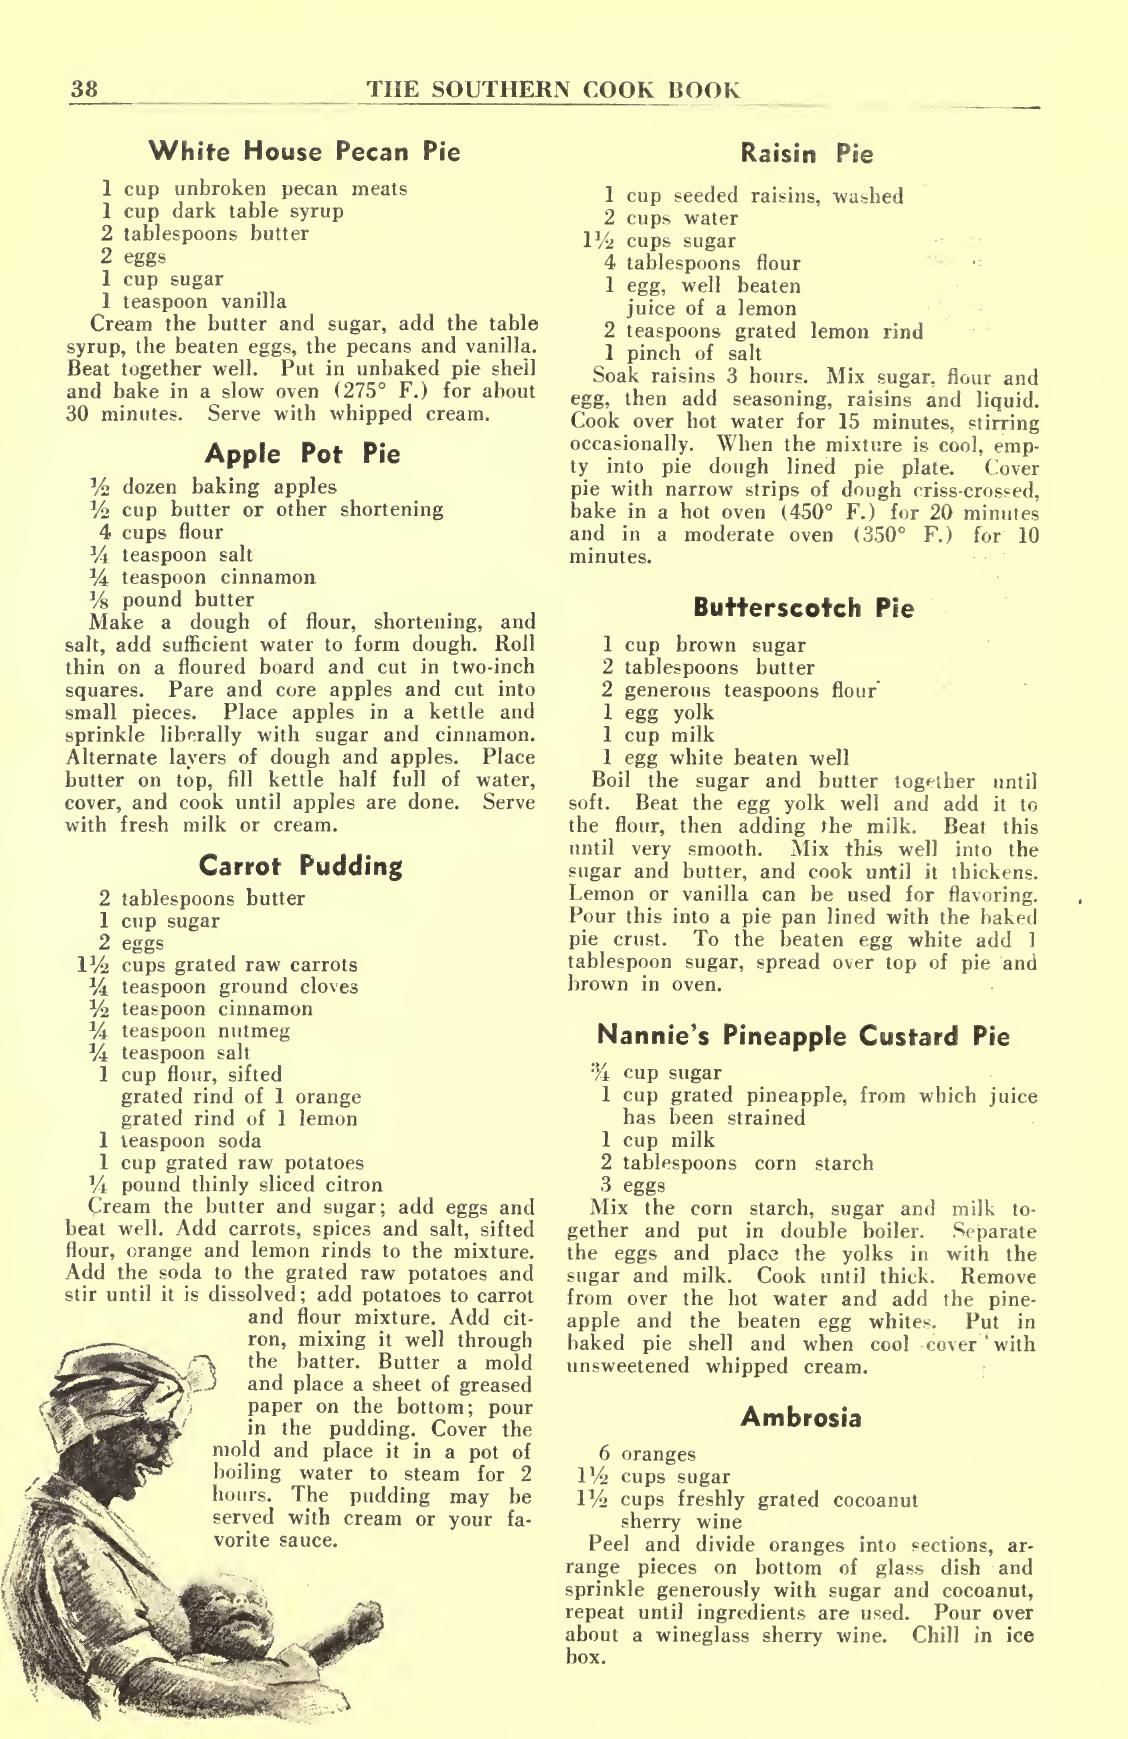 38
THE SOUTHERN COOK BOOK
White House Pecan Pie
1 cup unbroken pecan meats
1 cup dark table syrup
2 tablespoons butter
2 eggs
1 cup sugar
1 teaspoon vanilla
Cream the butter and sugar, add the table
syrup, the beaten eggs, the pecans and vanilla.
Beat together well. Put in unbaked pie shell
and bake in a slow oven (275° F.) for about
30 minutes. Serve with whipped cream.
Apple Pot Pie
½ dozen baking apples
½ cup butter or other shortening
4 cups flour
¼ teaspoon salt
¼ teaspoon cinnamon
⅛ pound butter
Make a dough of flour, shortening, and
salt, add sufficient water to form dough. Roll
thin on a floured board and cut in two-inch
squares. Pare and core apples and cut into
small pieces. Place apples in a kettle and
sprinkle liberally with sugar and cinnamon.
Alternate layers of dough and apples. Place
butter on top, fill kettle half full of water,
cover, and cook until apples are done. Serve
with fresh milk or cream.
Carrot Pudding
2 tablespoons butter
1 cup sugar
2 eggs
1½ cups grated raw carrots
¼ teaspoon ground cloves
½ teaspoon cinnamon
¼ teaspoon nutmeg
¼ teaspoon salt
1 cup flour, sifted
grated rind of 1 orange
grated rind of 1 lemon
1 teaspoon soda
1 cup grated raw potatoes
¼ pound thinly sliced citron
Cream the butter and sugar; add eggs and
beat well. Add carrots, spices and salt, sifted
flour, orange and lemon rinds to the mixture.
Add the soda to the grated raw potatoes and
stir until it is dissolved; add potatoes to carrot
and flour mixture. Add cit-
ron, mixing it well through
the batter. Butter a mold
and place a sheet of greased
paper on the bottom; pour
in the pudding. Cover the
mold and place it in a pot of
boiling water to steam for 2
hours. The pudding may be
served with cream or your fa-
vorite sauce.
Raisin Pie
1 cup seeded raisins, washed
2 cups water
1½ cups sugar
4 tablespoons flour
1 egg, well beaten
juice of a lemon
2 teaspoons grated lemon rind
1 pinch of salt
Soak raisins 3 hours. Mix sugar, flour and
egg, then add seasoning, raisins and liquid.
Cook over hot water for 15 minutes, stirring
occasionally. When the mixture is cool, emp-
ty into pie dough lined pie plate. Cover
pie with narrow strips of dough criss-crossed,
bake in a hot oven (450° F.) for 20 minutes
and in a moderate oven (350° F.) for 10
minutes.
Butterscotch Pie
1 cup brown sugar
2 tablespoons butter
2 generous teaspoons flour
1 egg yolk
1 cup milk
1 egg white beaten well
Boil the sugar and butter together until
soft. Beat the egg yolk well and add it to
the flour, then adding the milk. Beat this
until very smooth. Mix this well into the
sugar and butter, and cook until it thickens.
Lemon or vanilla can be used for flavoring.
Pour this into a pie pan lined with the baked
pie crust. To the beaten egg white add 1
tablespoon sugar, spread over top of pie and
brown in oven.
Nannie's Pineapple Custard Pie
¾ cup sugar
1 cup grated pineapple, from which juice
has been strained
1 cup milk
2 tablespoons corn starch
3 eggs
Mix the corn starch, sugar and milk to-
gether and put in double boiler. Separate
the eggs and place the yolks in with the
sugar and milk. Cook until thick. Remove
from over the hot water and add the pine-
apple and the beaten egg whites. Put in
baked pie shell and when cool cover with
unsweetened whipped cream.
Ambrosia
6 oranges
1½ cups sugar
1½ cups freshly grated cocoanut
sherry wine
Peel and divide oranges into sections, ar-
range pieces on bottom of glass dish and
sprinkle generously with sugar and cocoanut,
repeat until ingredients are used. Pour over
about a wineglass sherry wine. Chill in ice
box.